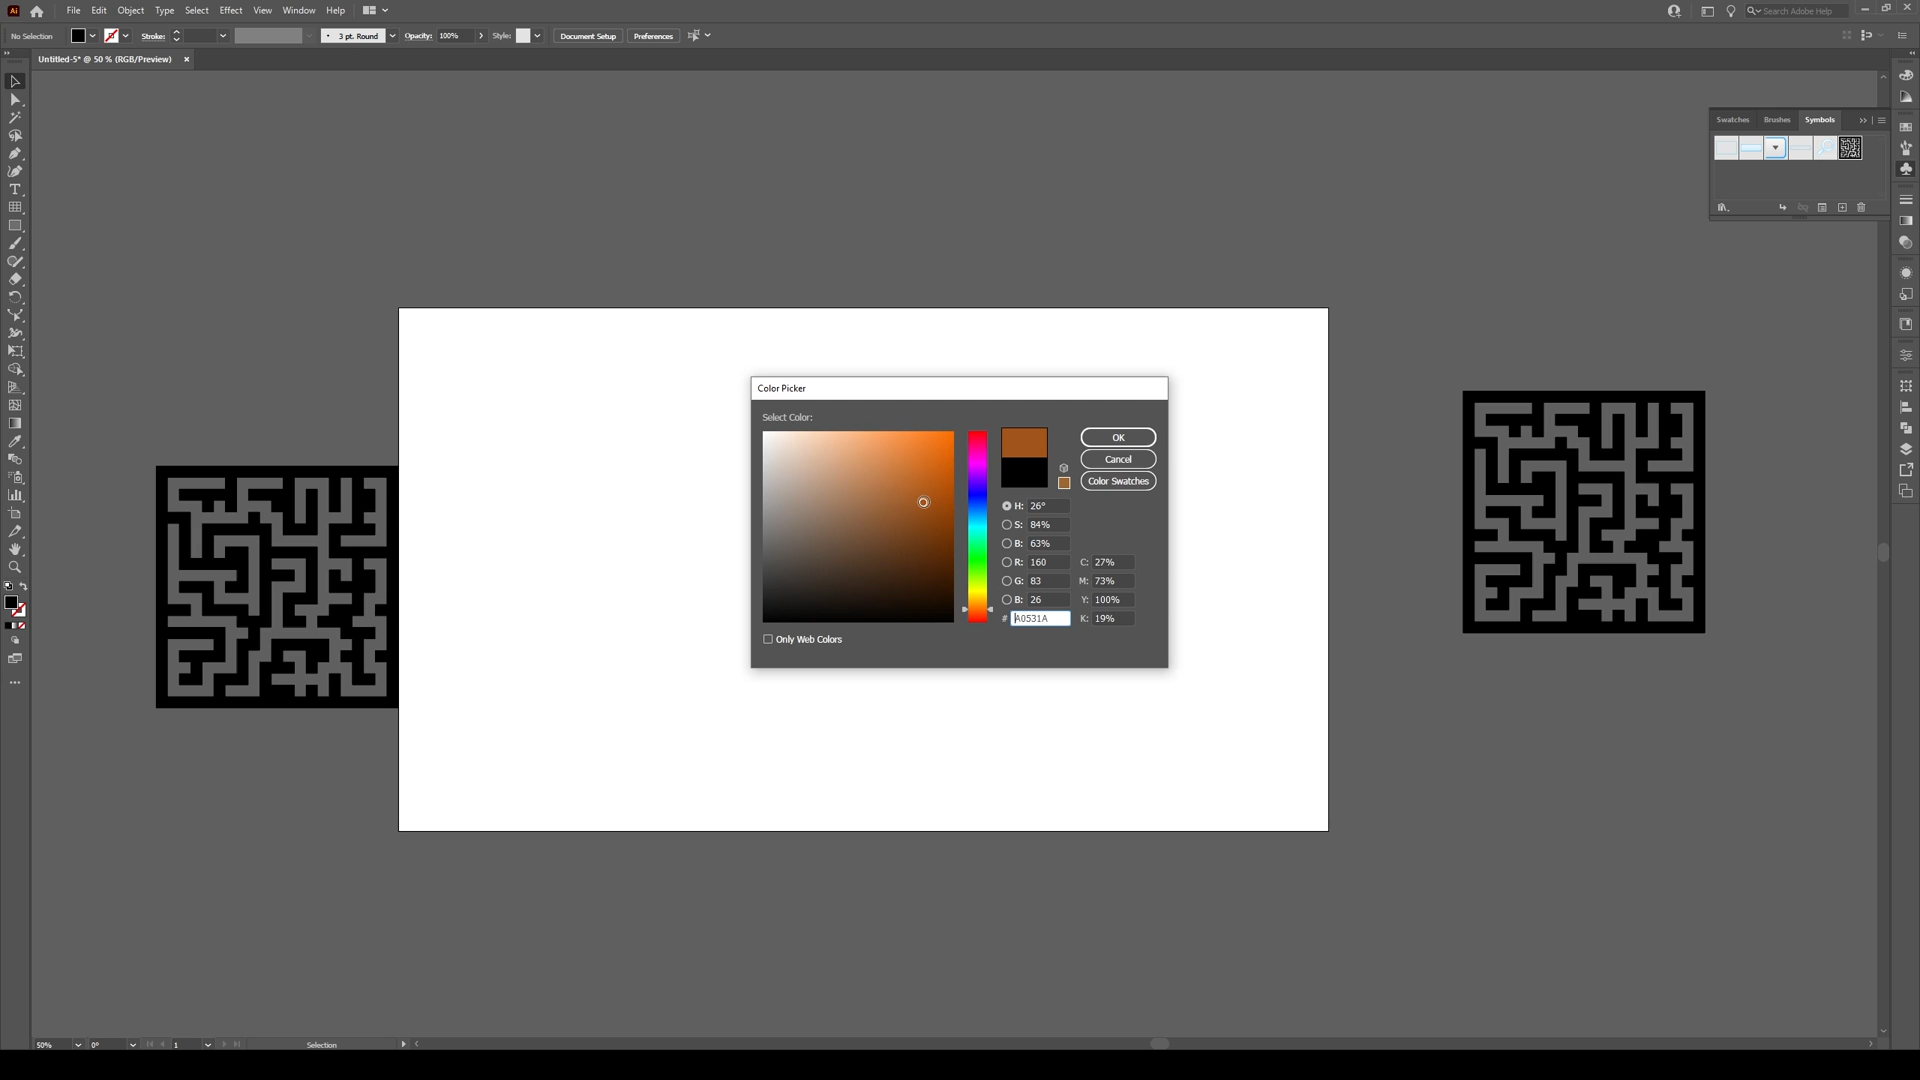 Ai File Edit Object Type Select Effect View Window Help Search Adobe Help
No Selection Stroke: 3 pt. Round Opacity: 100% Style: Document Setup Preferences
Untitled-5* @ 50 % (RGB/Preview)
Swatches Brushes Symbols
Color Picker
Select Color:
OK
Cancel
Color Swatches
H: 26°
S: 84%
B: 63%
R: 160 C: 27%
G: 83 M: 73%
B: 26 Y: 100%
# A0531A K: 19%
Only Web Colors
50% 0° 1 Selection